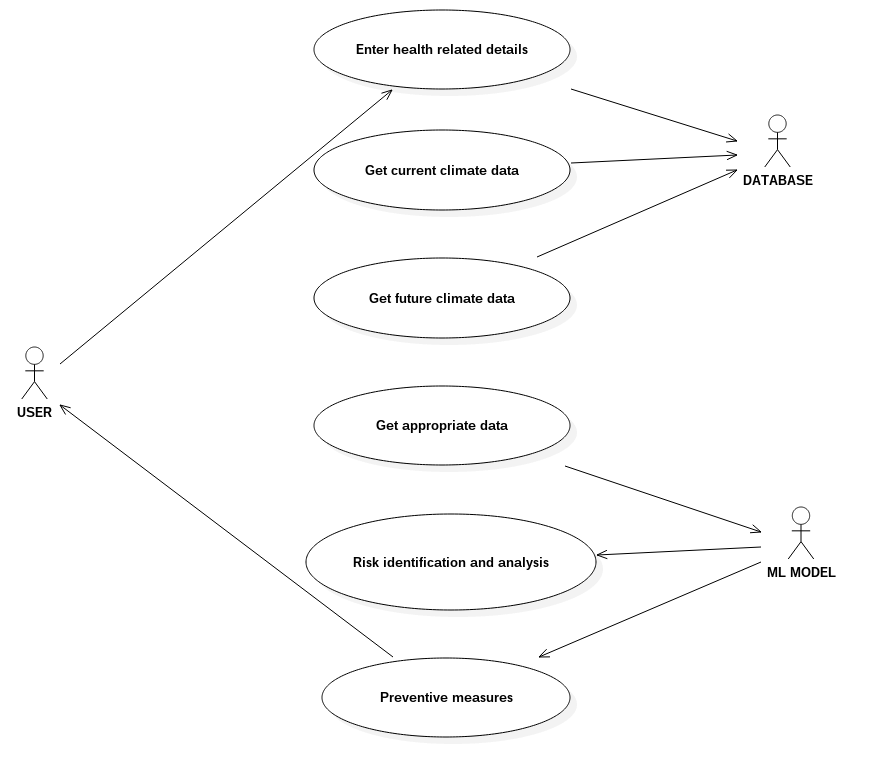 Enter health related details
Get current climate data
DATABASE
Get future climate data
USER
Get appropriate data
Risk identification and analysis
ML MODEL
Preventive measures